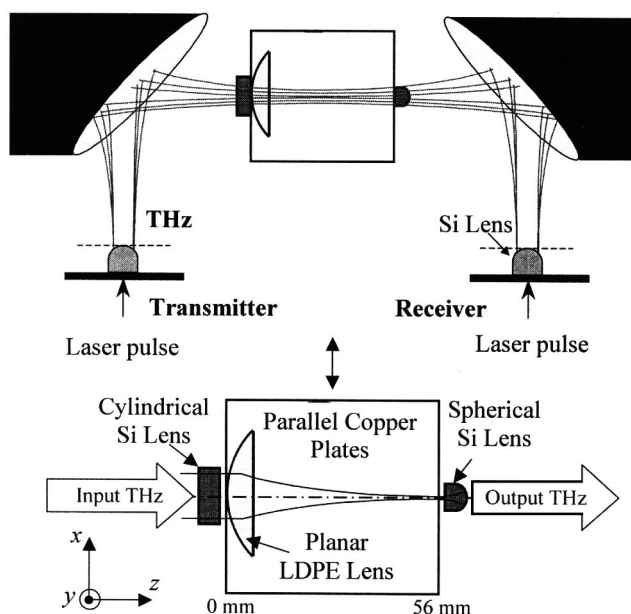 THz
Si Lens
Transmitter
Receiver
Laser pulse
Laser pulse
Cylindrical
Si Lens
Parallel Copper
Plates
Spherical
Si Lens
Input THz
Output THz
Planar
LDPE Lens
x
y
z
0 mm
56 mm